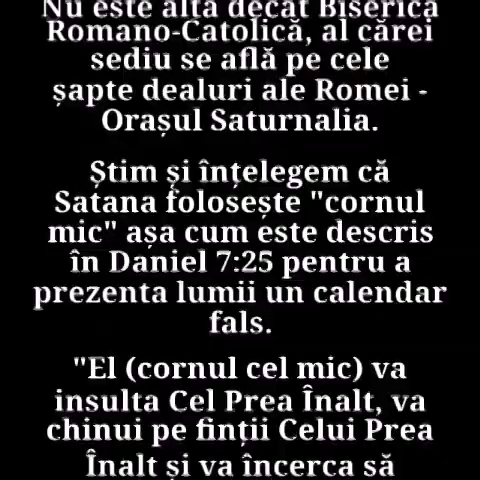 Nu este alta decât Biserica
Romano-Catolică, al cărei
sediu se află pe cele
șapte dealuri ale Romei -
Orașul Saturnalia.
Știm și înțelegem că
Satana folosește "cornul
mic" așa cum este descris
în Daniel 7:25 pentru a
prezenta lumii un calendar
fals.
"El (cornul cel mic) va
insulta Cel Prea Înalt, va
chinui pe finții Celui Prea
Înalt și va încerca să